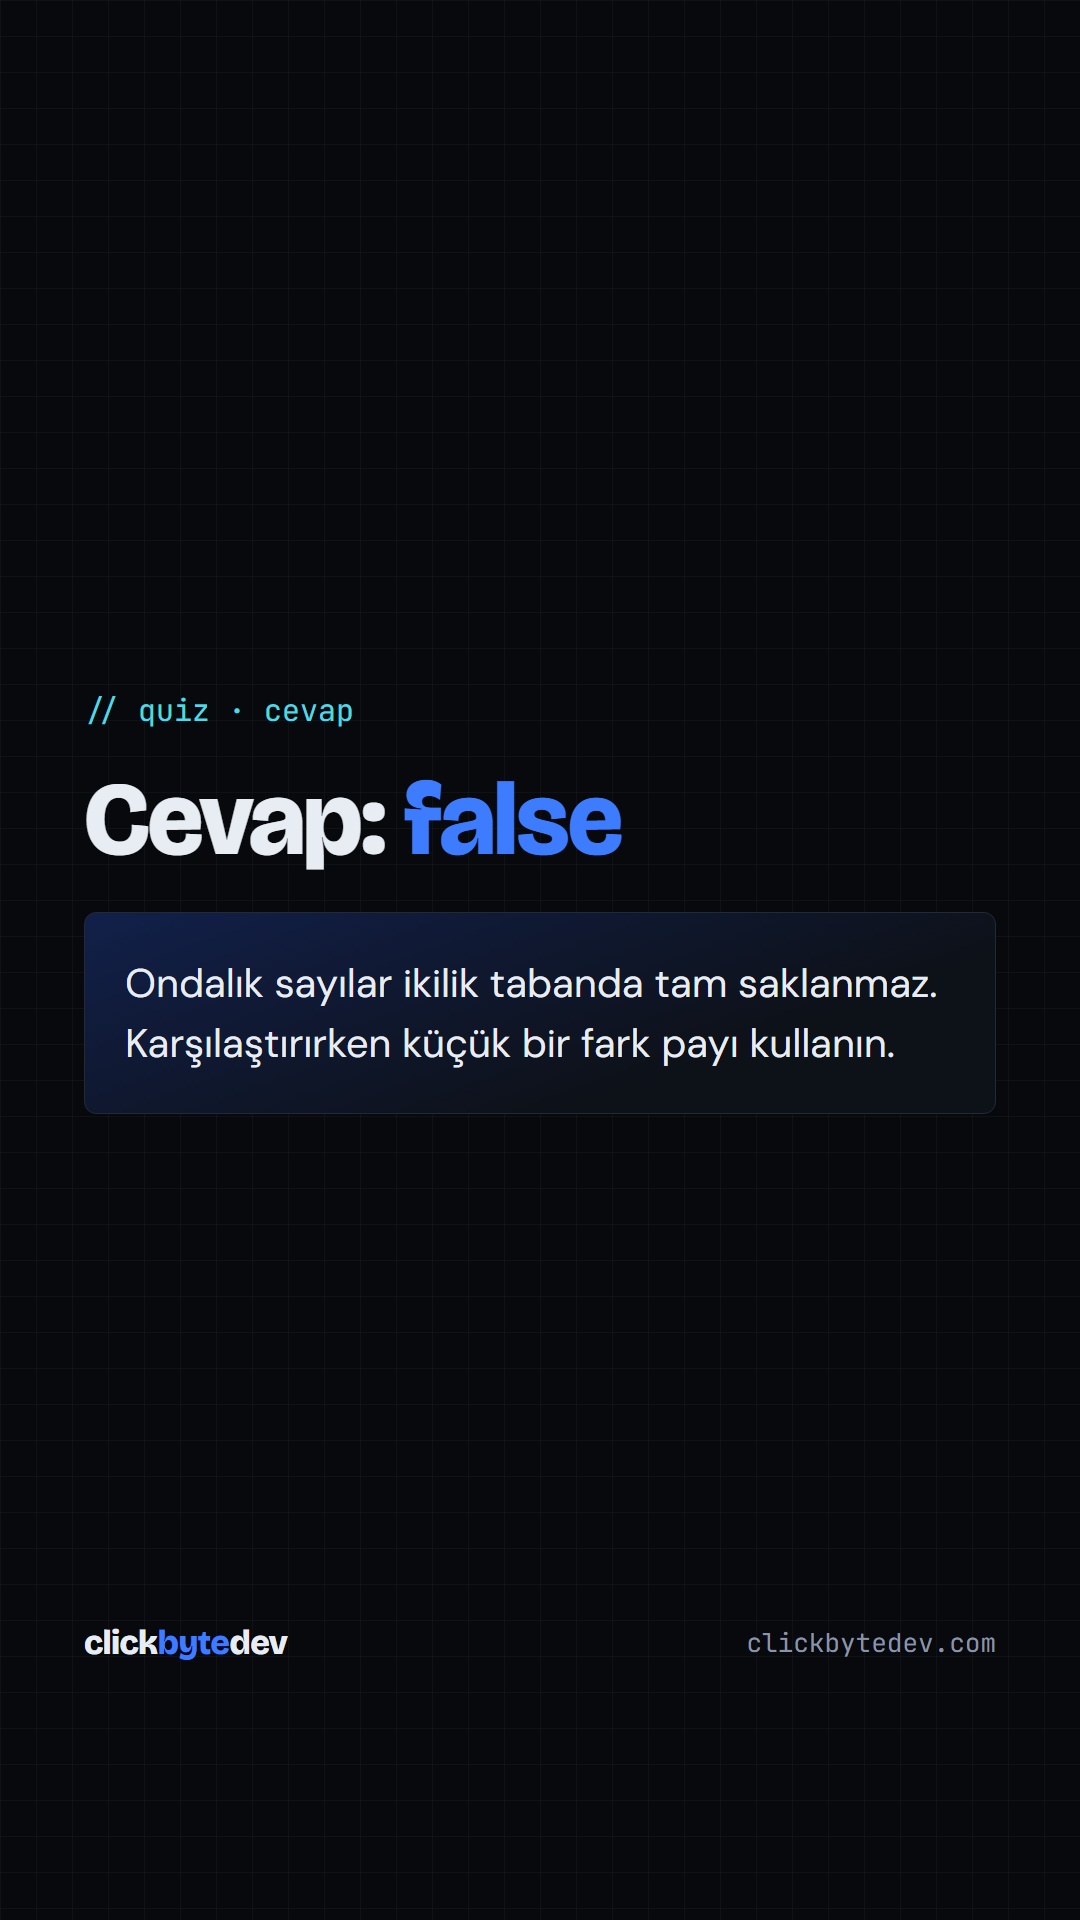 // quiz · cevap
Cevap: false
Ondalık sayılar ikilik tabanda tam saklanmaz.
Karşılaştırırken küçük bir fark payı kullanın.
clickbytedev
clickbytedev.com